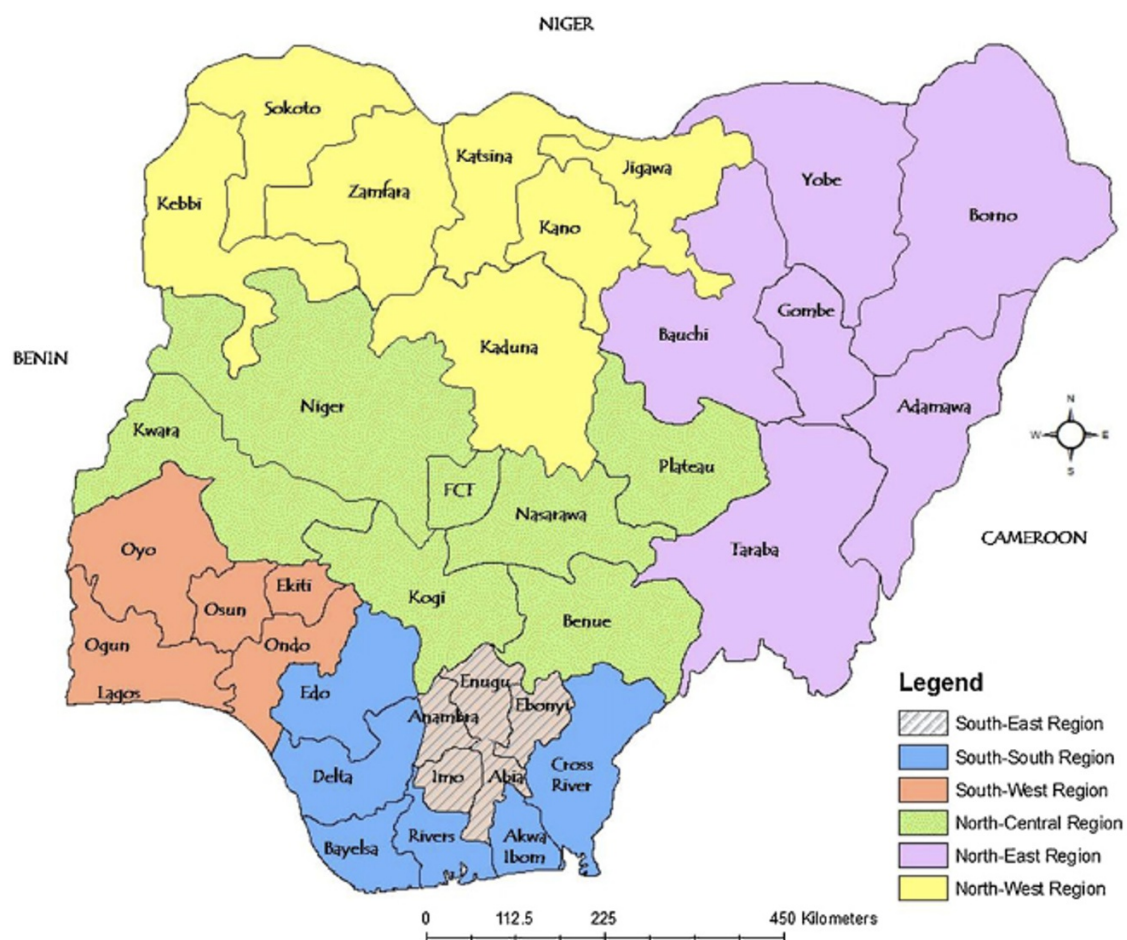 NIGER
Sokoto
Katsina
Jigawa
Zamfara
Yobe
Kebbi
Kano
Borno
Gombe
Bauchi
Kaduna
BENIN
Niger
Adamawa
Kwara
Plateau
FCT
Nasarawa
CAMEROON
Oyo
Taraba
Ekiti
Kogi
Osun
Benue
Ogun
Ondo
Lagos
Edo
Enugu
Ebonyi
Anambra
Delta
Imo
Abia
Cross
River
Bayelsa
Rivers
Akwa
Ibom
N
W
E
S
Legend
South-East Region
South-South Region
South-West Region
North-Central Region
North-East Region
North-West Region
0 112.5 225 450 Kilometers